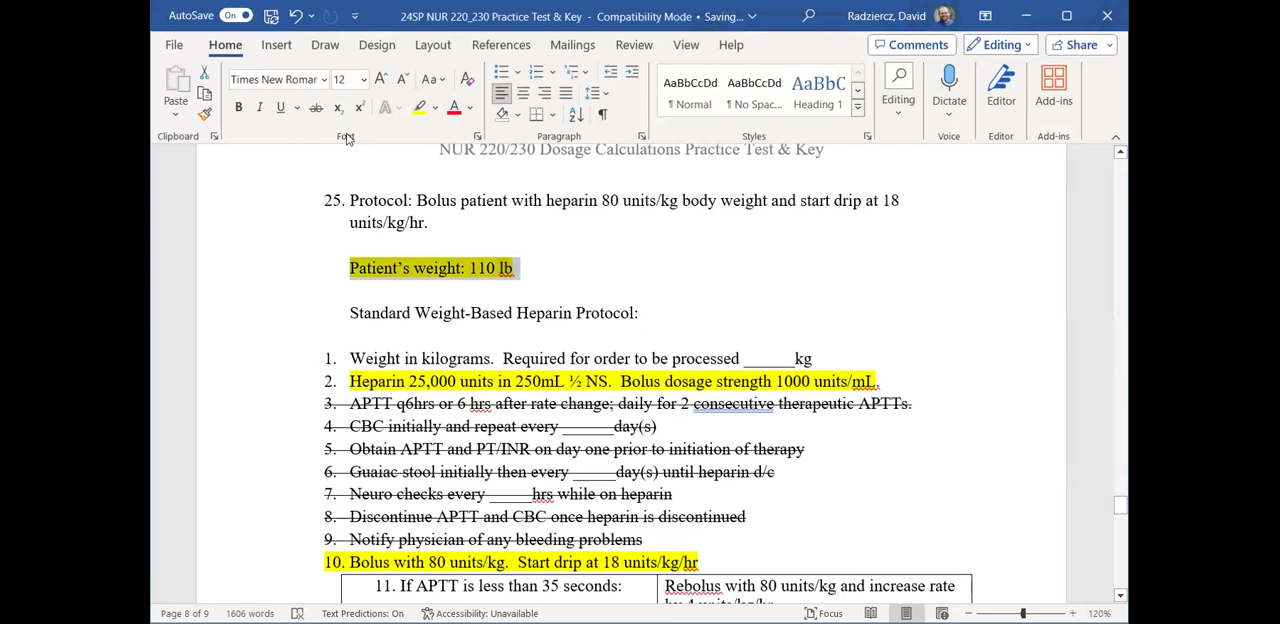 AutoSave On 24SP NUR 220_230 Practice Test & Key - Compatibility Mode • Saving... Radziercz, David
File Home Insert Draw Design Layout References Mailings Review View Help Comments Editing Share
Times New Romar 12 Aa AaBbCcDd AaBbCcDd AaBbC
Paste B I U ab x₂ x² A A A ¶ ¶ Normal ¶ No Spac... Heading 1 Editing Dictate Editor Add-ins
Clipboard Font Paragraph Styles Voice Editor Add-ins
NUR 220/230 Dosage Calculations Practice Test & Key
25. Protocol: Bolus patient with heparin 80 units/kg body weight and start drip at 18
units/kg/hr.
Patient's weight: 110 lb
Standard Weight-Based Heparin Protocol:
1. Weight in kilograms. Required for order to be processed ______kg
2. Heparin 25,000 units in 250mL ½ NS. Bolus dosage strength 1000 units/mL.
3. APTT q6hrs or 6 hrs after rate change; daily for 2 consecutive therapeutic APTTs.
4. CBC initially and repeat every ______day(s)
5. Obtain APTT and PT/INR on day one prior to initiation of therapy
6. Guaiac stool initially then every _____day(s) until heparin d/c
7. Neuro checks every _____hrs while on heparin
8. Discontinue APTT and CBC once heparin is discontinued
9. Notify physician of any bleeding problems
10. Bolus with 80 units/kg. Start drip at 18 units/kg/hr
11. If APTT is less than 35 seconds: Rebolus with 80 units/kg and increase rate
by 4 units/kg/hr
Page 8 of 9 1606 words Text Predictions: On Accessibility: Unavailable Focus 120%